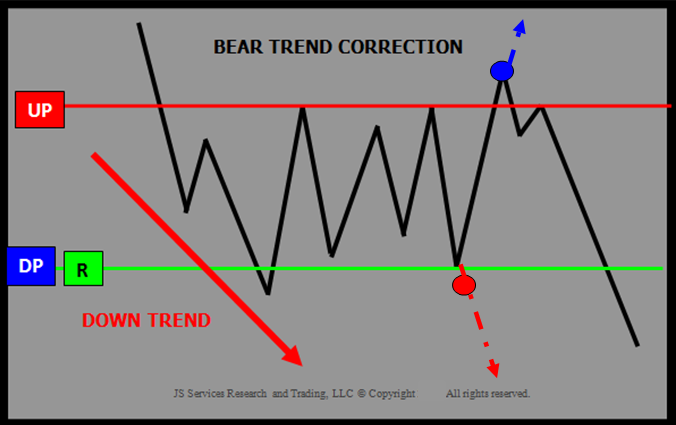 BEAR TREND CORRECTION
UP
DP
R
DOWN TREND
JS Services Research and Trading, LLC © Copyright All rights reserved.